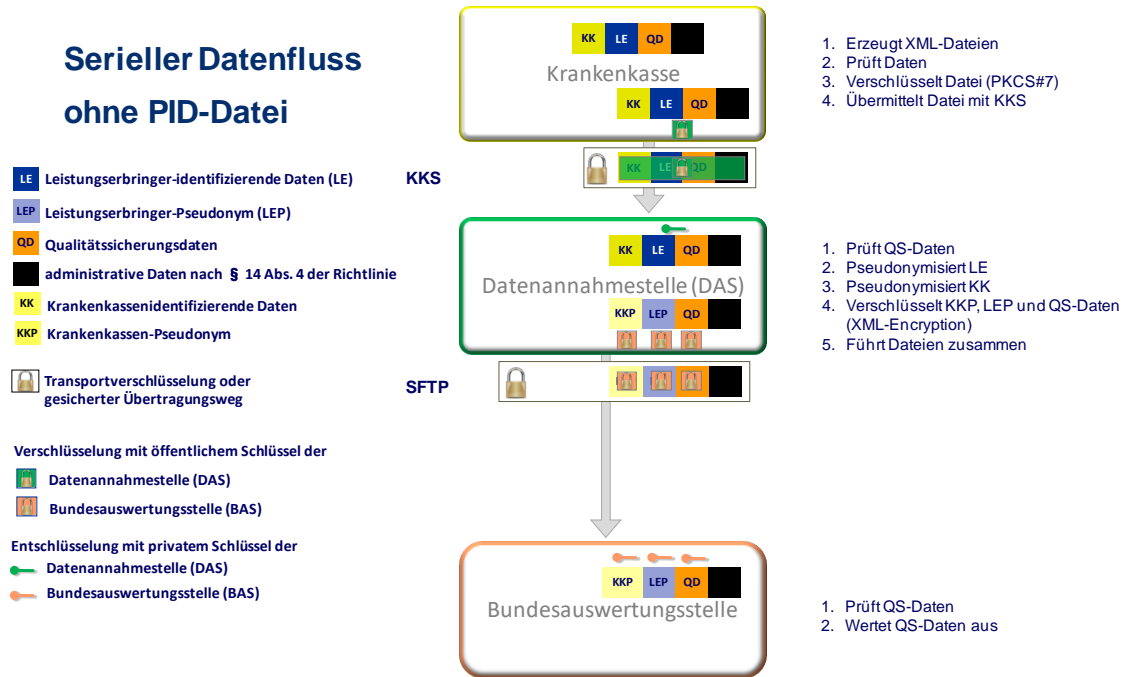 Serieller Datenfluss
ohne PID-Datei
LE Leistungserbringer-identifizierende Daten (LE)
LEP Leistungserbringer-Pseudonym (LEP)
QD Qualitätssicherungsdaten
administrative Daten nach § 14 Abs. 4 der Richtlinie
KK Krankenkassenidentifizierende Daten
KKP Krankenkassen-Pseudonym
Transportverschlüsselung oder
gesicherter Übertragungsweg
Verschlüsselung mit öffentlichem Schlüssel der
Datenannahmestelle (DAS)
Bundesauswertungsstelle (BAS)
Entschlüsselung mit privatem Schlüssel der
Datenannahmestelle (DAS)
Bundesauswertungsstelle (BAS)
KK LE QD
Krankenkasse
KK LE QD
1. Erzeugt XML-Dateien
2. Prüft Daten
3. Verschlüsselt Datei (PKCS#7)
4. Übermittelt Datei mit KKS
KKS
KK LE QD
KK LE QD
Datenannahmestelle (DAS)
KKP LEP QD
1. Prüft QS-Daten
2. Pseudonymisiert LE
3. Pseudonymisiert KK
4. Verschlüsselt KKP, LEP und QS-Daten
(XML-Encryption)
5. Führt Dateien zusammen
SFTP
KKP LEP QD
Bundesauswertungsstelle
1. Prüft QS-Daten
2. Wertet QS-Daten aus